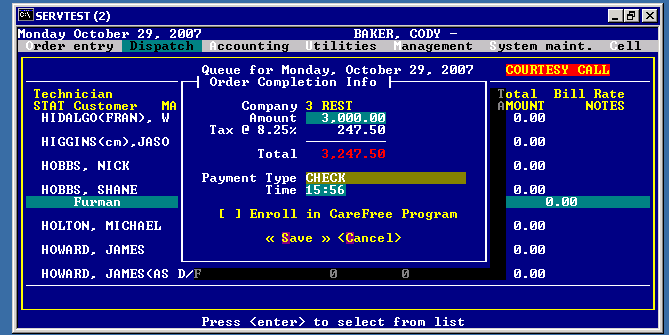 SERVTEST (2)
Monday October 29, 2007 BAKER, CODY -
Order entry Dispatch Accounting Utilities Management System maint. Cell
Queue for Monday, October 29, 2007 COURTESY CALL
Order Completion Info
Technician Total Bill Rate
STAT Customer MA AMOUNT NOTES
Company 3 REST
HIDALGO(FRAN), W Amount 3,000.00 0.00
Tax @ 8.25% 247.50
HIGGINS(cm),JASO 0.00
Total 3,247.50
HOBBS, NICK 0.00
Payment Type CHECK
HOBBS, SHANE Time 15:56 0.00
Furman 0.00
[ ] Enroll in CareFree Program
HOLTON, MICHAEL 0.00
« Save » <Cancel>
HOWARD, JAMES 0.00
HOWARD, JAMES(AS D/F 0 0 0.00
Press <enter> to select from list